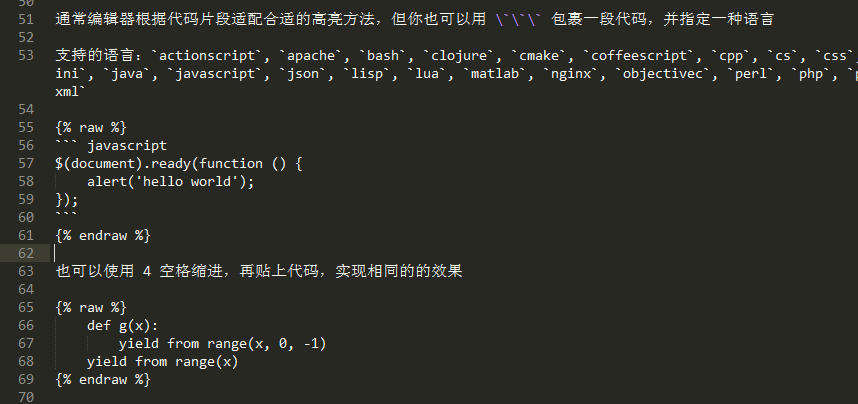 50
51 通常编辑器根据代码片段适配合适的高亮方法，但你也可以用 \`\`\` 包裹一段代码，并指定一种语言
52
53 支持的语言：`actionscript`, `apache`, `bash`, `clojure`, `cmake`, `coffeescript`, `cpp`, `cs`, `css`,
ini`, `java`, `javascript`, `json`, `lisp`, `lua`, `matlab`, `nginx`, `objectivec`, `perl`, `php`, `p
xml`
54
55 {% raw %}
56 ``` javascript
57 $(document).ready(function () {
58     alert('hello world');
59 });
60 ```
61 {% endraw %}
62
63 也可以使用 4 空格缩进，再贴上代码，实现相同的的效果
64
65 {% raw %}
66     def g(x):
67         yield from range(x, 0, -1)
68     yield from range(x)
69 {% endraw %}
70